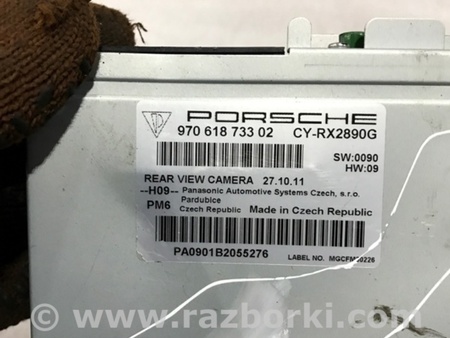 PORSCHE
970 618 733 02 CY-RX2890G
SW:0090
HW:09
REAR VIEW CAMERA 27.10.11
--H09-- Panasonic Automotive Systems Czech, s.r.o.
Pardubice
PM6 Czech Republic Made in Czech Republic
PA0901B2055276
LABEL NO. MGCFM00226
www.razborki.com